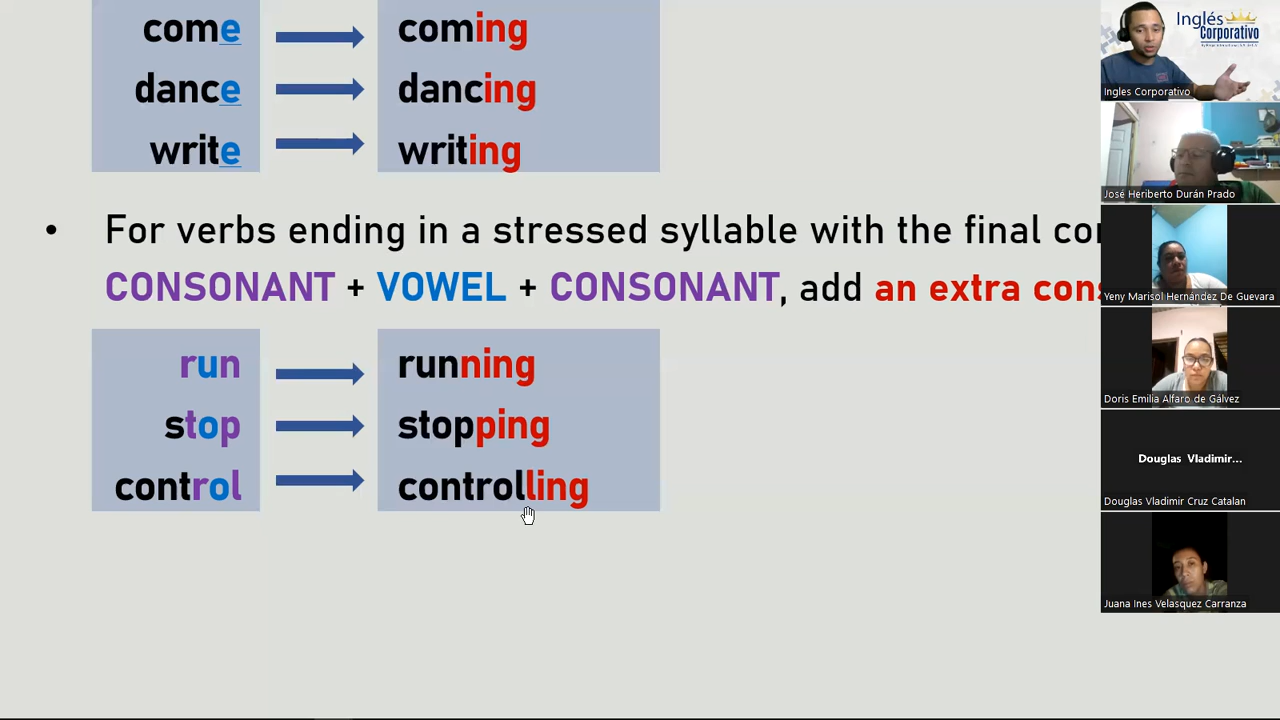 come
coming
dance
dancing
write
writing
• For verbs ending in a stressed syllable with the final
CONSONANT + VOWEL + CONSONANT, add an extra
run
running
stop
stopping
control
controlling
Inglés
Corporativo
Ingles Corporativo
José Heriberto Durán Prado
Yeny Marisol Hernández De Guevara
Doris Emilia Alfaro de Gálvez
Douglas Vladimir...
Douglas Vladimir Cruz Catalan
Juana Ines Velasquez Carranza